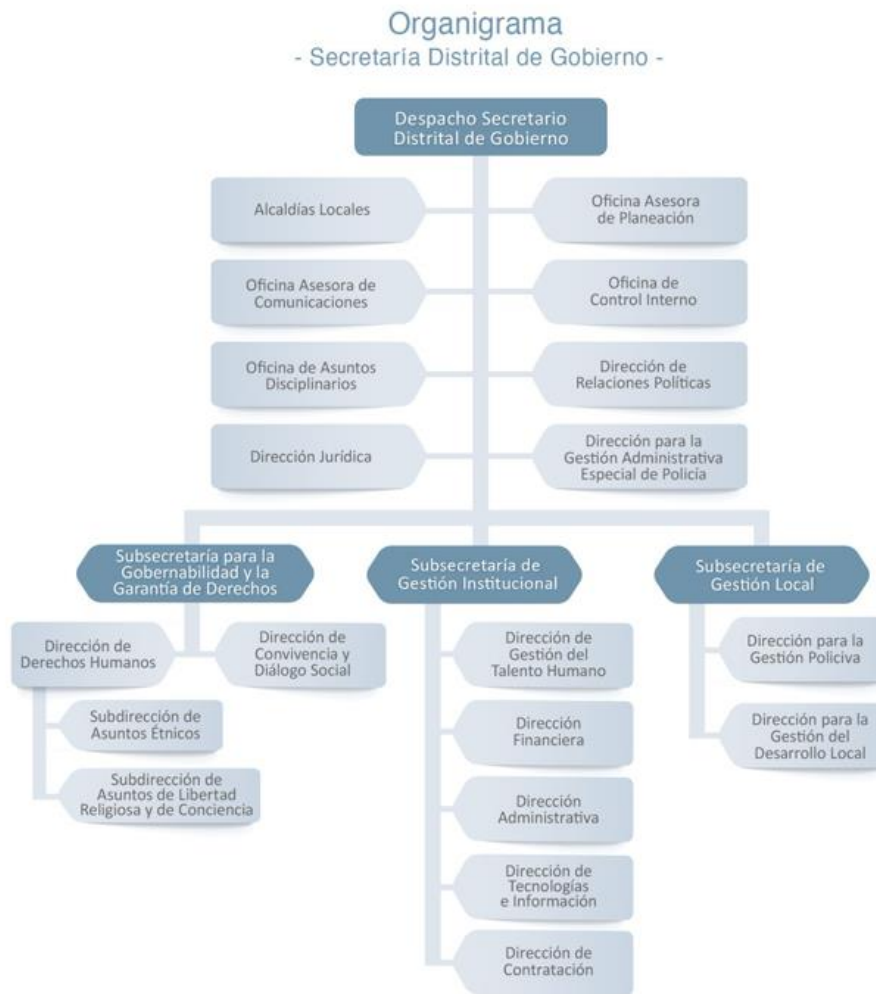 Organigrama
- Secretaría Distrital de Gobierno -
Despacho Secretario
Distrital de Gobierno
Alcaldías Locales
Oficina Asesora
de Planeación
Oficina Asesora de
Comunicaciones
Oficina de
Control Interno
Oficina de Asuntos
Disciplinarios
Dirección de
Relaciones Políticas
Dirección Jurídica
Dirección para la
Gestión Administrativa
Especial de Policía
Subsecretaría para la
Gobernabilidad y la
Garantía de Derechos
Subsecretaría de
Gestión Institucional
Subsecretaría de
Gestión Local
Dirección de
Derechos Humanos
Dirección de
Convivencia y
Diálogo Social
Subdirección de
Asuntos Étnicos
Subdirección de
Asuntos de Libertad
Religiosa y de Conciencia
Dirección de
Gestión del
Talento Humano
Dirección
Financiera
Dirección
Administrativa
Dirección de
Tecnologías
e Información
Dirección de
Contratación
Dirección para la
Gestión Policiva
Dirección para la
Gestión del
Desarrollo Local